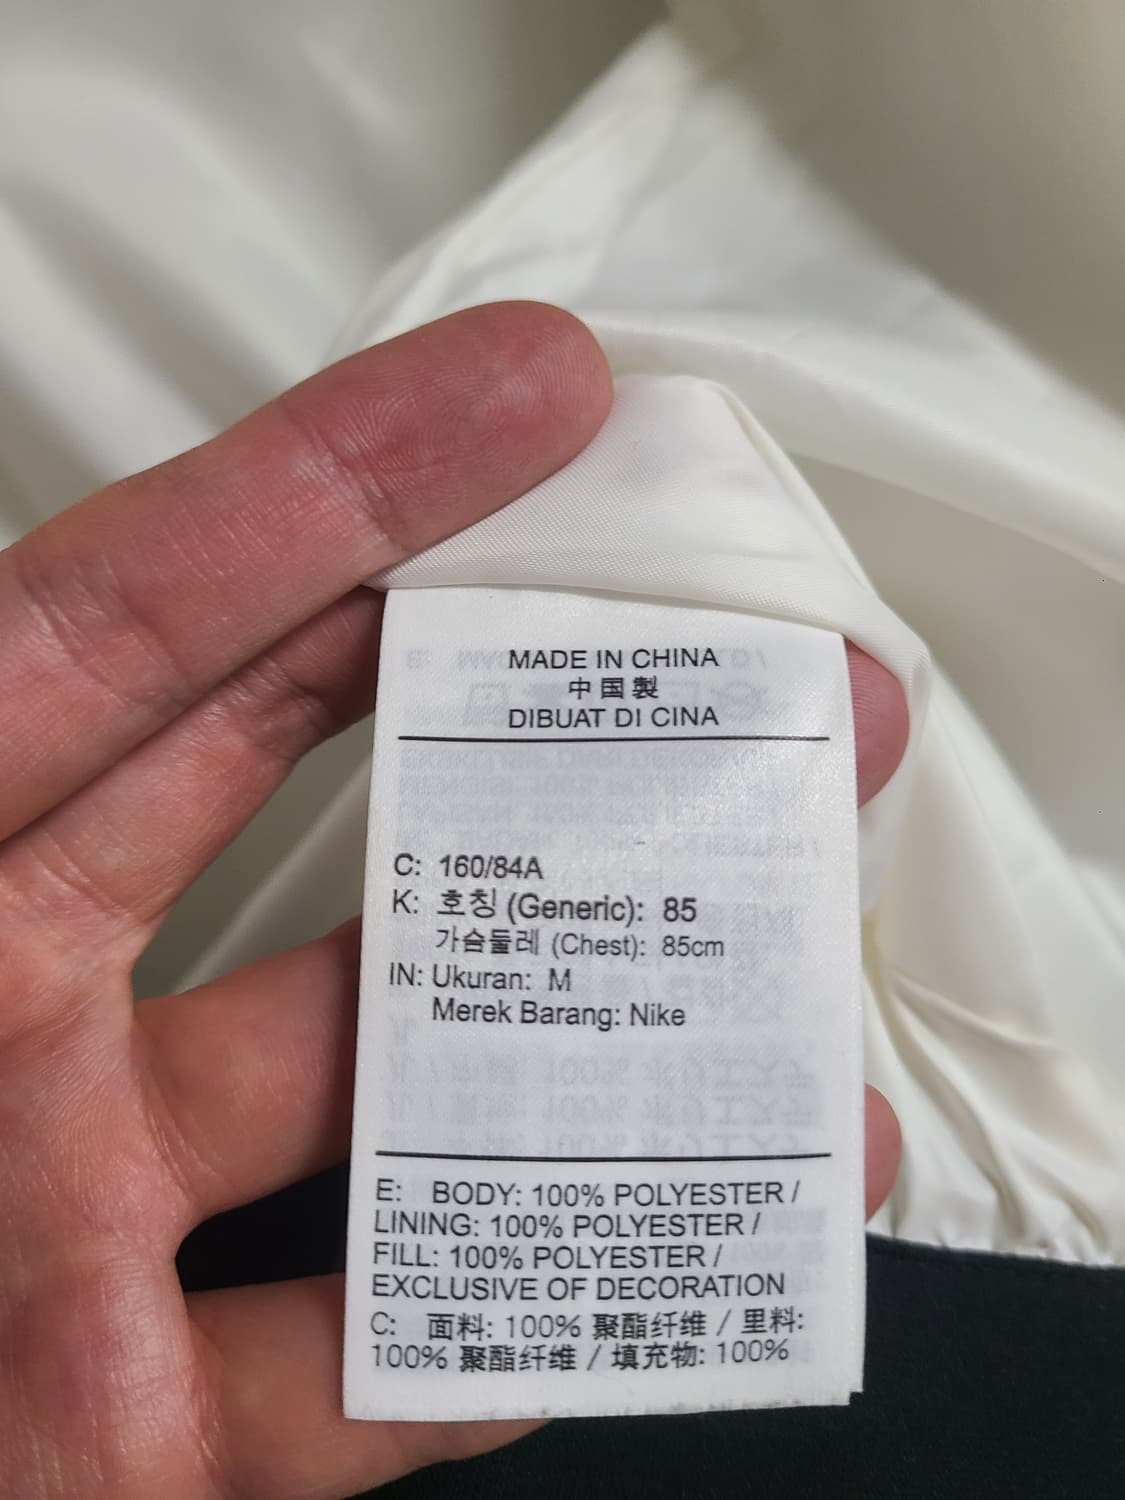 MADE IN CHINA
中国製
DIBUAT DI CINA
C: 160/84A
K: 호칭 (Generic): 85
가슴둘레 (Chest): 85cm
IN: Ukuran: M
Merek Barang: Nike
E: BODY: 100% POLYESTER /
LINING: 100% POLYESTER /
FILL: 100% POLYESTER /
EXCLUSIVE OF DECORATION
C: 面料: 100% 聚酯纤维 / 里料:
100% 聚酯纤维 / 填充物: 100%